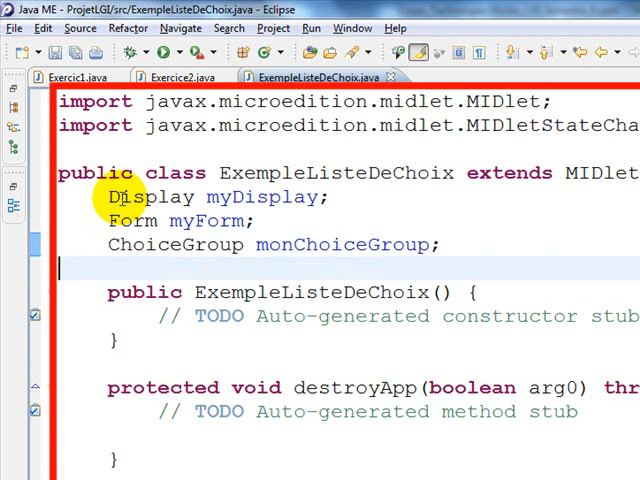 Java ME - ProjetLGI/src/ExempleListeDeChoix.java - Eclipse
File Edit Source Refactor Navigate Search Project Run Window Help
Exercic1.java Exercice2.java ExempleListeDeChoix.java
import javax.microedition.midlet.MIDlet;
import javax.microedition.midlet.MIDletStateCha
public class ExempleListeDeChoix extends MIDlet
Display myDisplay;
Form myForm;
ChoiceGroup monChoiceGroup;
public ExempleListeDeChoix() {
// TODO Auto-generated constructor stub
}
protected void destroyApp(boolean arg0) thr
// TODO Auto-generated method stub
}